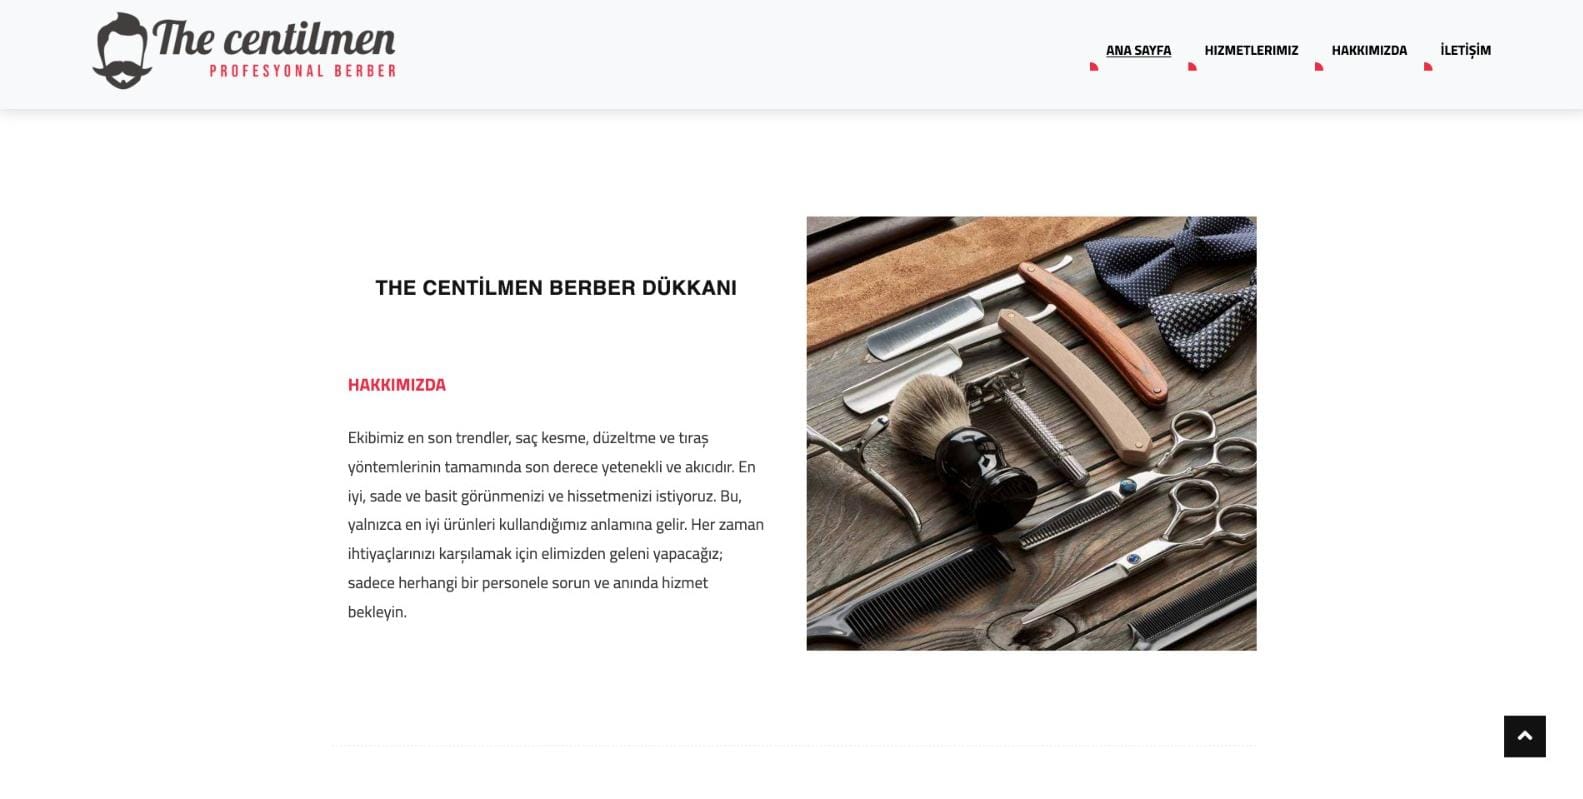 The centilmen
PROFESYONAL BERBER
ANA SAYFA
HIZMETLERIMIZ
HAKKIMIZDA
İLETİŞİM
THE CENTİLMEN BERBER DÜKKANI
HAKKIMIZDA
Ekibimiz en son trendler, saç kesme, düzeltme ve tıraş
yöntemlerinin tamamında son derece yetenekli ve akıcıdır. En
iyi, sade ve basit görünmenizi ve hissetmenizi istiyoruz. Bu,
yalnızca en iyi ürünleri kullandığımız anlamına gelir. Her zaman
ihtiyaçlarınızı karşılamak için elimizden geleni yapacağız;
sadece herhangi bir personele sorun ve anında hizmet
bekleyin.